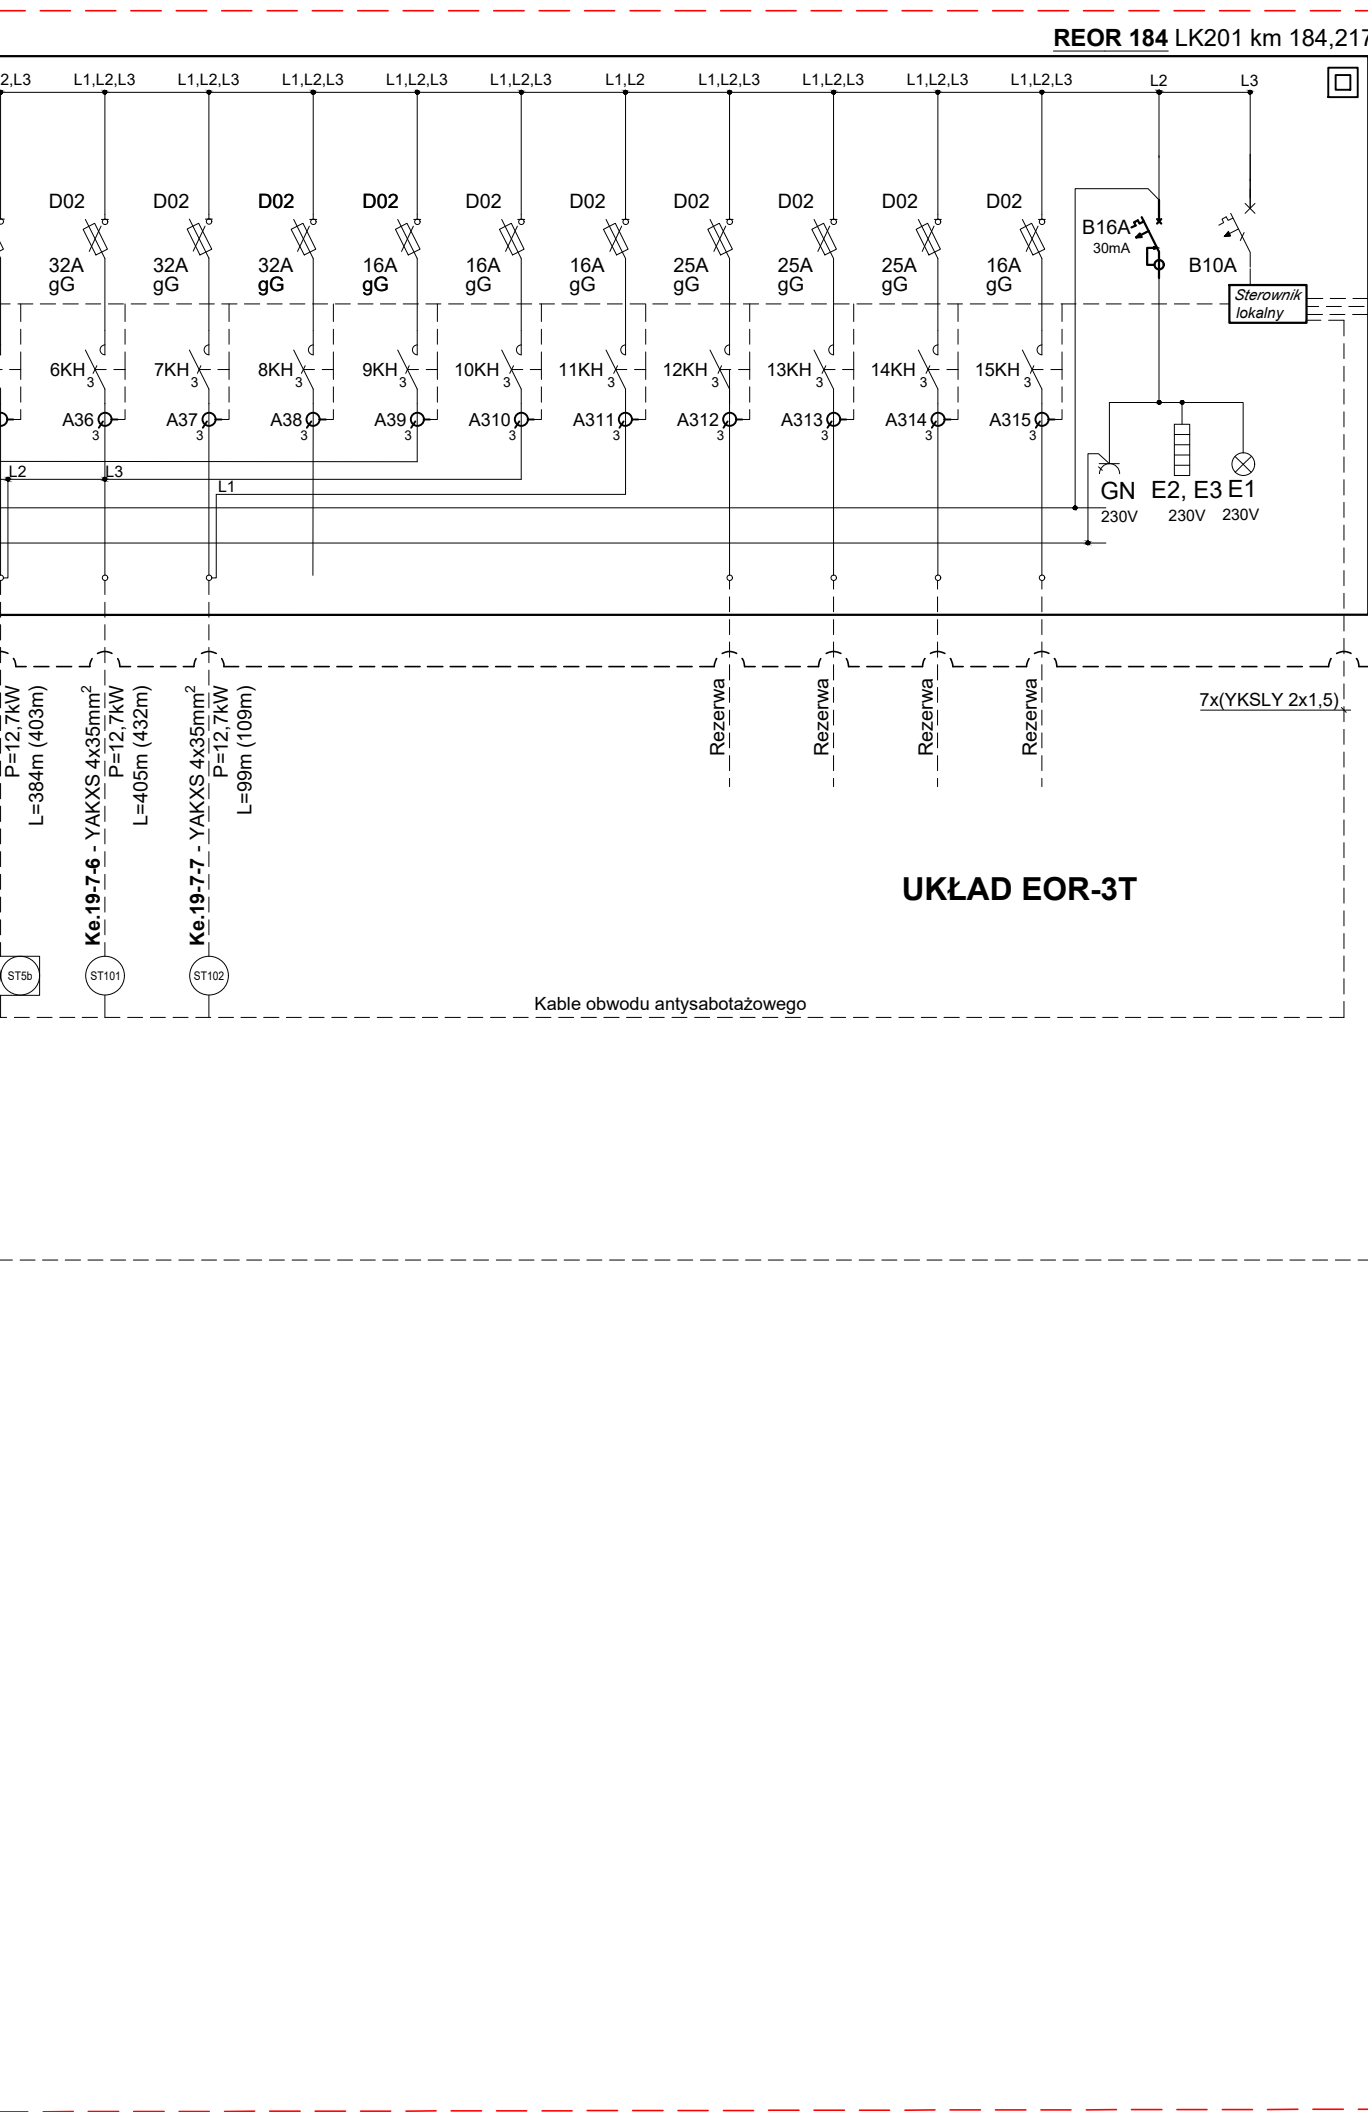 REOR 184 LK201 km 184,217
2,L3 L1,L2,L3 L1,L2,L3 L1,L2,L3 L1,L2,L3 L1,L2,L3 L1,L2 L1,L2,L3 L1,L2,L3 L1,L2,L3 L1,L2,L3 L2 L3
D02 D02 D02 D02 D02 D02 D02 D02 D02 D02
B16A
30mA
32A 32A 32A 16A 16A 16A 25A 25A 25A 16A B10A
gG gG gG gG gG gG gG gG gG gG
Sterownik
lokalny
6KH 7KH 8KH 9KH 10KH 11KH 12KH 13KH 14KH 15KH
3 3 3 3 3 3 3 3 3 3
A36 A37 A38 A39 A310 A311 A312 A313 A314 A315
3 3 3 3 3 3 3 3 3 3
L2 L3
L1
GN E2, E3 E1
230V 230V 230V
P=12,7kW
L=384m (403m)
Ke.19-7-6 - YAKXS 4x35mm²
P=12,7kW
L=405m (432m)
Ke.19-7-7 - YAKXS 4x35mm²
P=12,7kW
L=99m (109m)
Rezerwa
Rezerwa
Rezerwa
Rezerwa
7x(YKSLY 2x1,5)
UKŁAD EOR-3T
ST5b ST101 ST102
Kable obwodu antysabotażowego